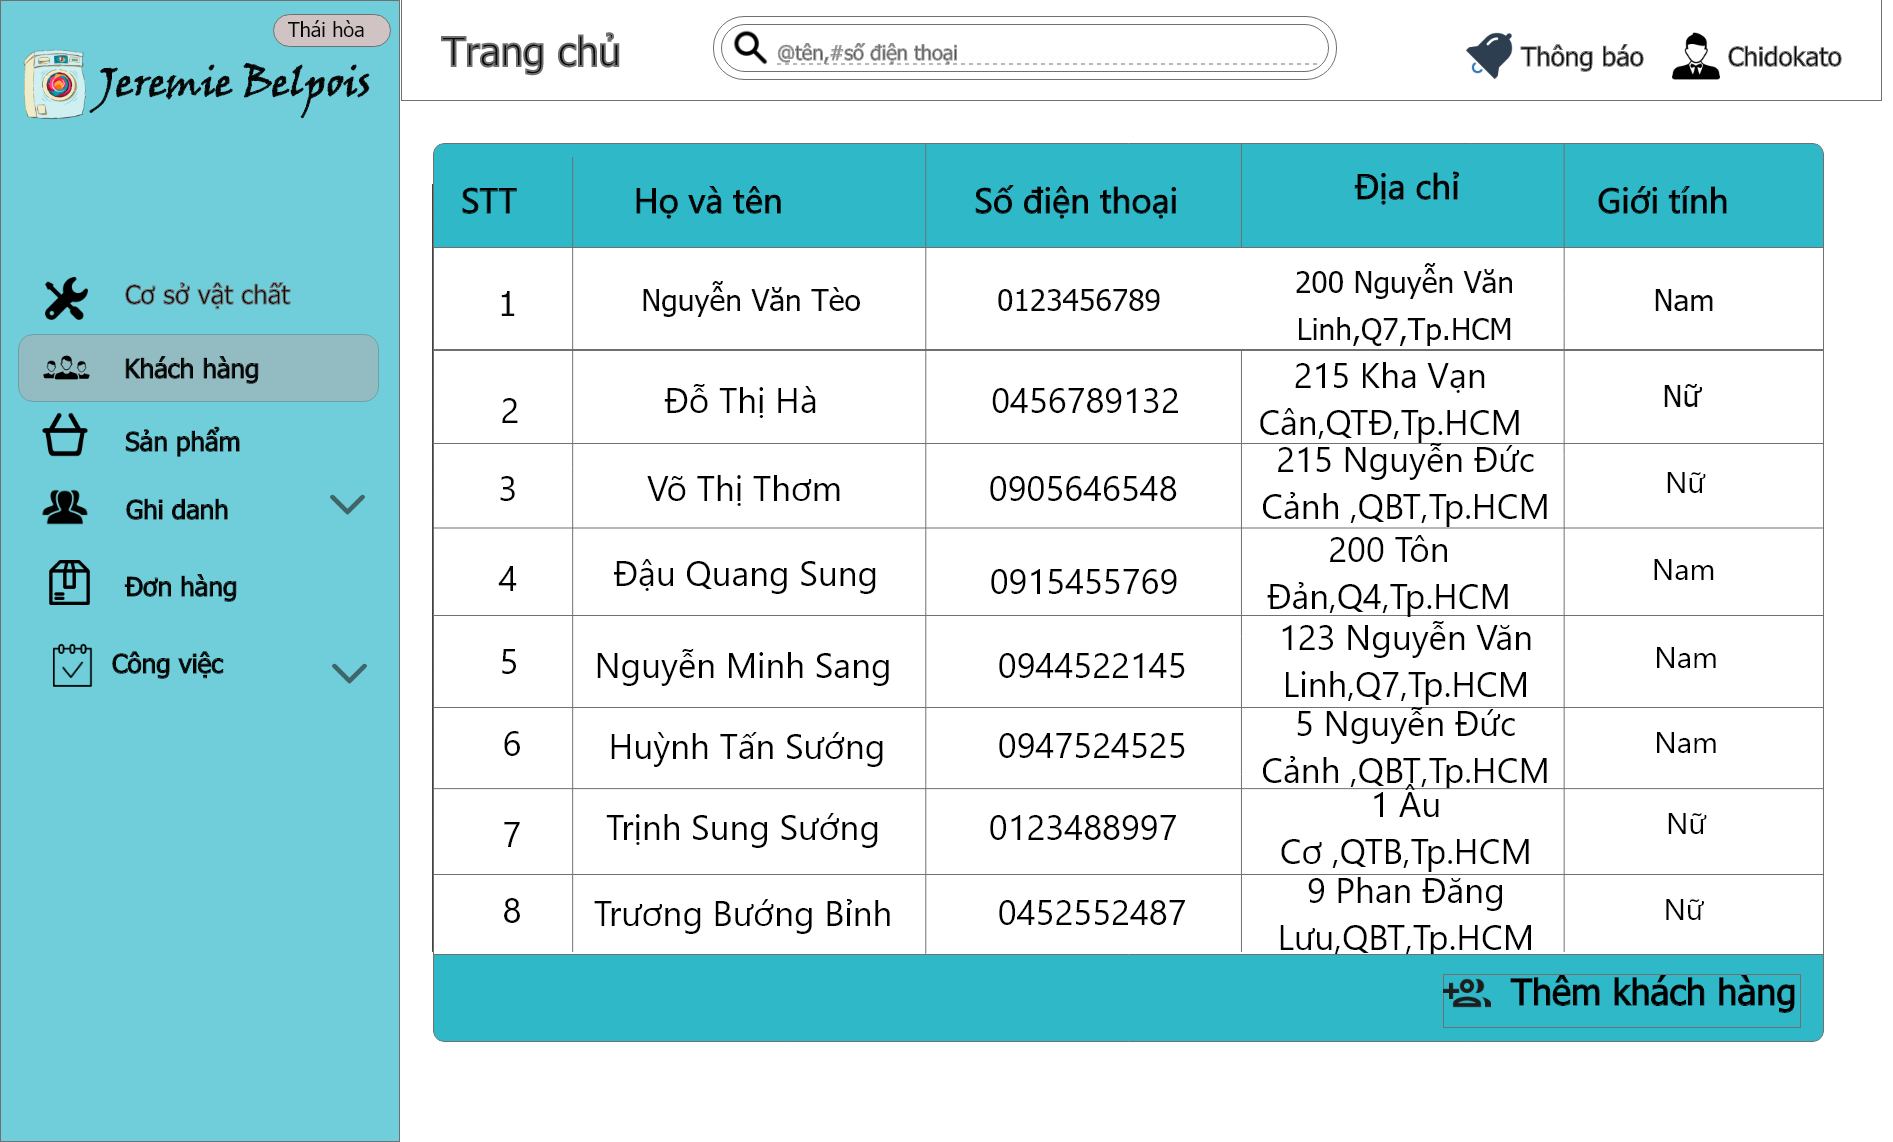 Thái hòa
Jeremie Belpois
Trang chủ
@tên,#số điện thoại
Thông báo
Chidokato
Cơ sở vật chất
Khách hàng
Sản phẩm
Ghi danh
Đơn hàng
Công việc
STT Họ và tên Số điện thoại Địa chỉ Giới tính
1 Nguyễn Văn Tèo 0123456789 200 Nguyễn Văn
Linh,Q7,Tp.HCM Nam
2 Đỗ Thị Hà 0456789132 215 Kha Vạn
Cân,QTĐ,Tp.HCM Nữ
3 Võ Thị Thơm 0905646548 215 Nguyễn Đức
Cảnh ,QBT,Tp.HCM Nữ
4 Đậu Quang Sung 0915455769 200 Tôn
Đản,Q4,Tp.HCM Nam
5 Nguyễn Minh Sang 0944522145 123 Nguyễn Văn
Linh,Q7,Tp.HCM Nam
6 Huỳnh Tấn Sướng 0947524525 5 Nguyễn Đức
Cảnh ,QBT,Tp.HCM Nam
7 Trịnh Sung Sướng 0123488997 1 Âu
Cơ ,QTB,Tp.HCM Nữ
8 Trương Bướng Bỉnh 0452552487 9 Phan Đăng
Lưu,QBT,Tp.HCM Nữ
Thêm khách hàng